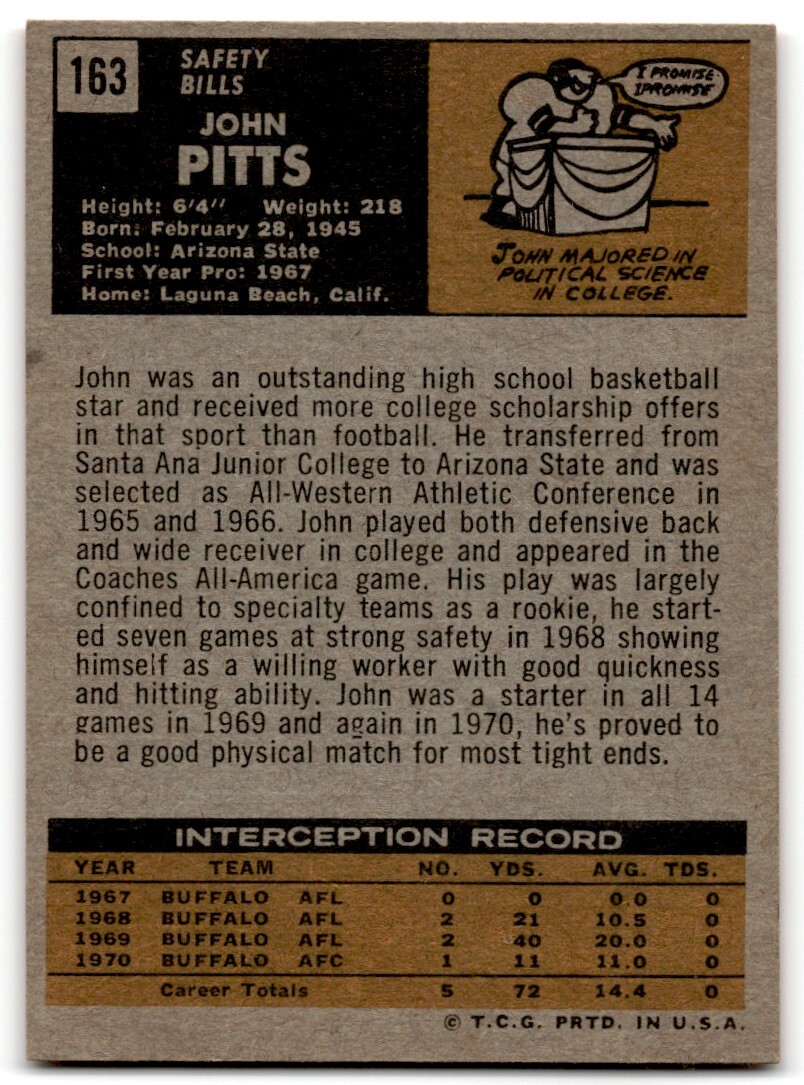 163
SAFETY
BILLS
JOHN
PITTS
Height: 6'4'' Weight: 218
Born: February 28, 1945
School: Arizona State
First Year Pro: 1967
Home: Laguna Beach, Calif.
I PROMISE
I PROMISE
JOHN MAJORED IN
POLITICAL SCIENCE
IN COLLEGE.
John was an outstanding high school basketball
star and received more college scholarship offers
in that sport than football. He transferred from
Santa Ana Junior College to Arizona State and was
selected as All-Western Athletic Conference in
1965 and 1966. John played both defensive back
and wide receiver in college and appeared in the
Coaches All-America game. His play was largely
confined to specialty teams as a rookie, he start-
ed seven games at strong safety in 1968 showing
himself as a willing worker with good quickness
and hitting ability. John was a starter in all 14
games in 1969 and again in 1970, he's proved to
be a good physical match for most tight ends.
INTERCEPTION RECORD
YEAR TEAM NO. YDS. AVG. TDS.
1967 BUFFALO AFL 0 0 0.0 0
1968 BUFFALO AFL 2 21 10.5 0
1969 BUFFALO AFL 2 40 20.0 0
1970 BUFFALO AFC 1 11 11.0 0
Career Totals 5 72 14.4 0
© T.C.G. PRTD. IN U.S.A.